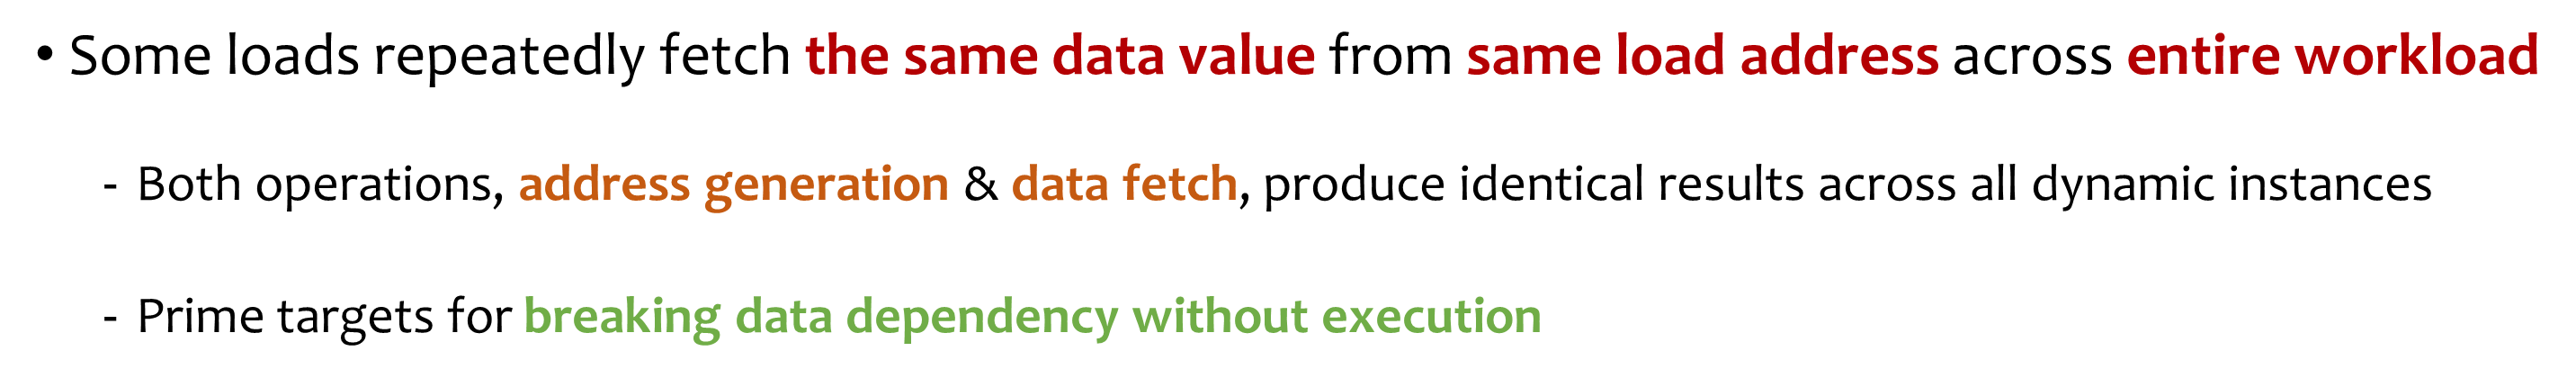 • Some loads repeatedly fetch the same data value from same load address across entire workload
- Both operations, address generation & data fetch, produce identical results across all dynamic instances
- Prime targets for breaking data dependency without execution